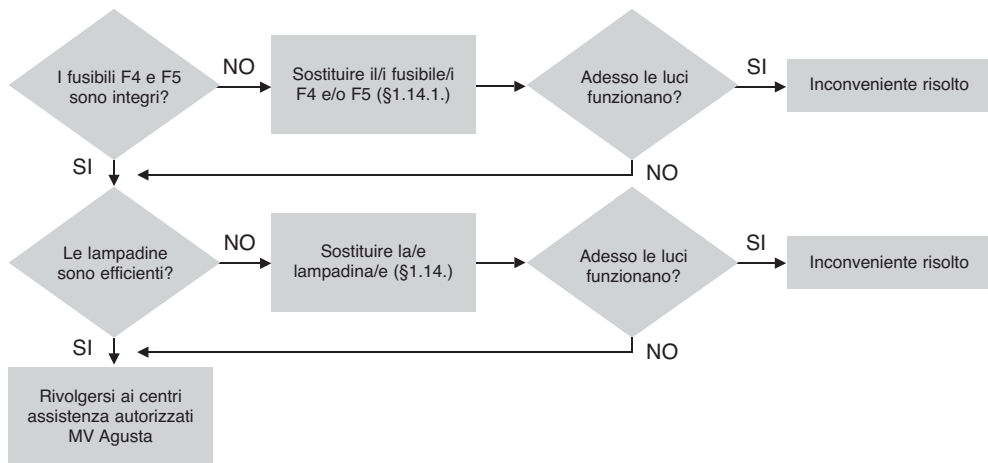 I fusibili F4 e F5
sono integri?
NO
Sostituire il/i fusibile/i
F4 e/o F5 (§1.14.1.)
Adesso le luci
funzionano?
SI
Inconveniente risolto
SI
NO
Le lampadine
sono efficienti?
NO
Sostituire la/e
lampadina/e (§1.14.)
Adesso le luci
funzionano?
SI
Inconveniente risolto
SI
NO
Rivolgersi ai centri
assistenza autorizzati
MV Agusta